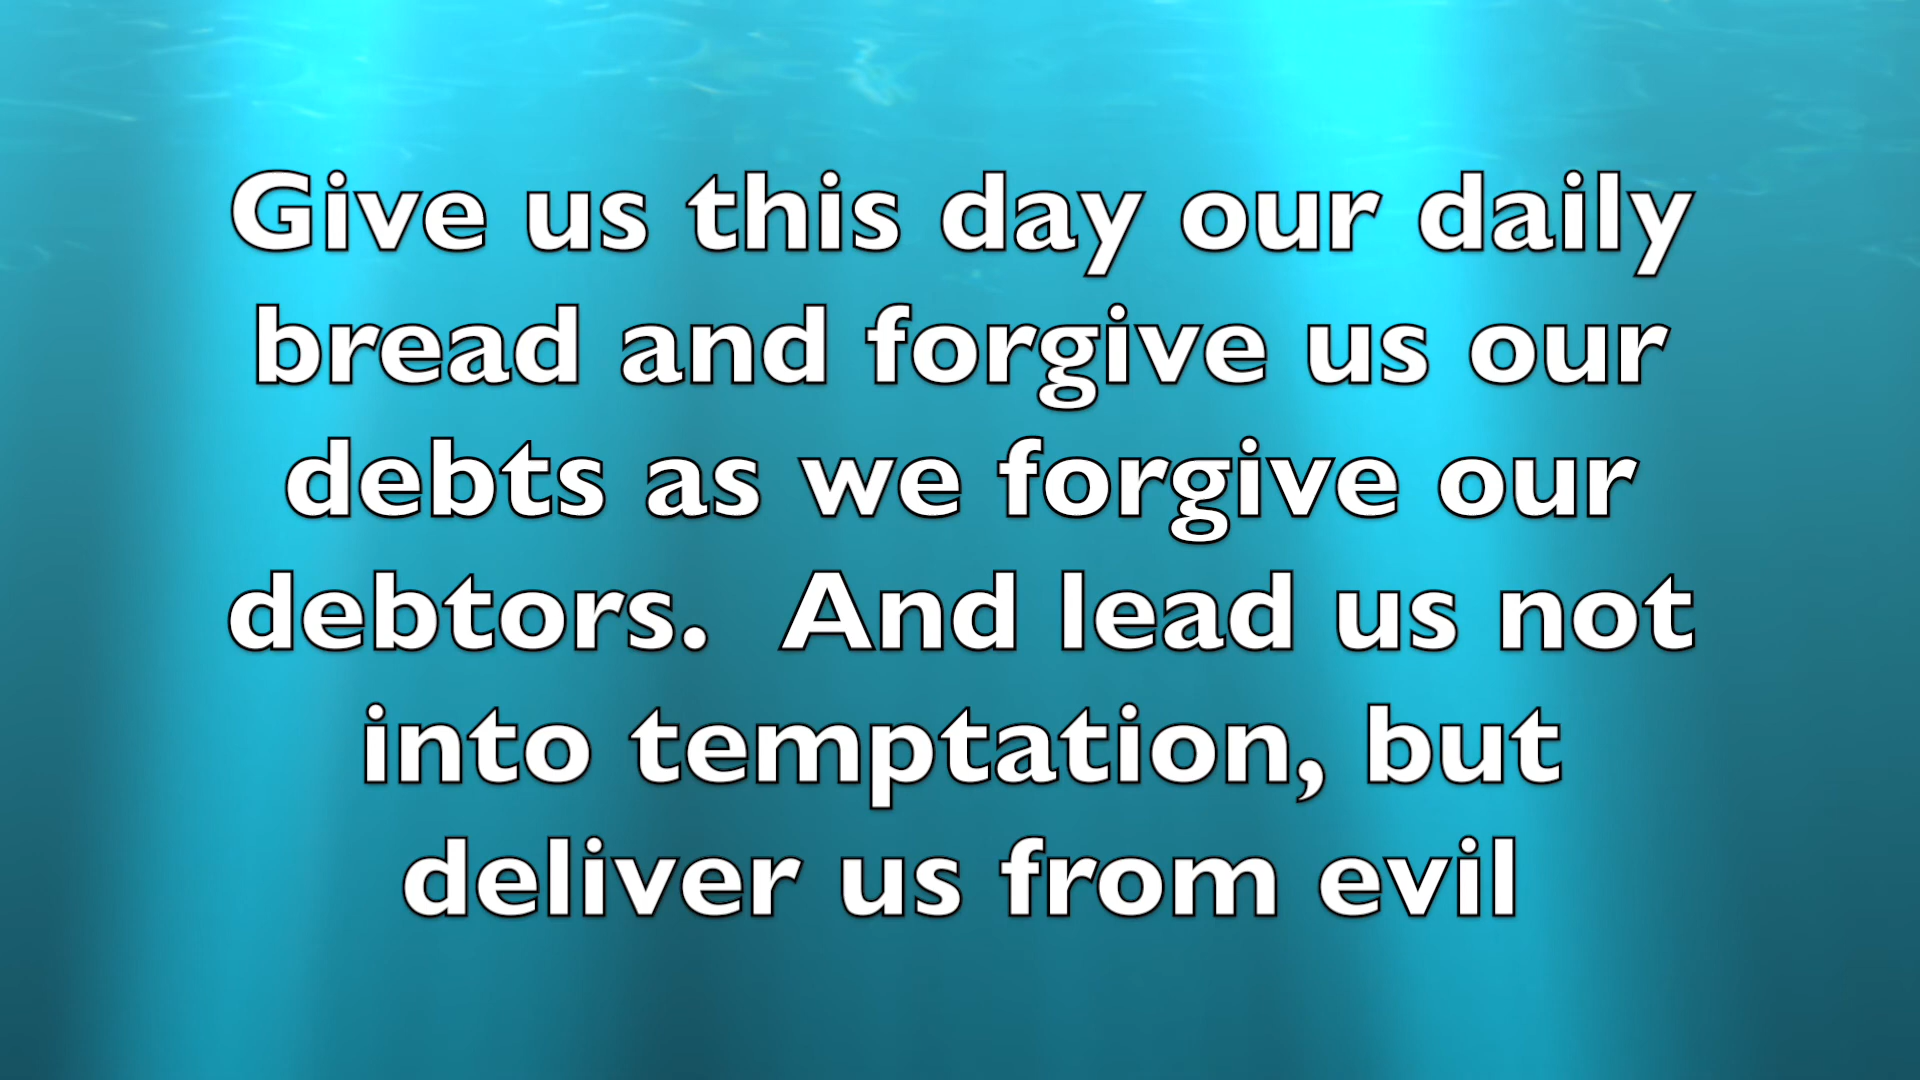 Give us this day our daily
bread and forgive us our
debts as we forgive our
debtors.  And lead us not
into temptation, but
deliver us from evil